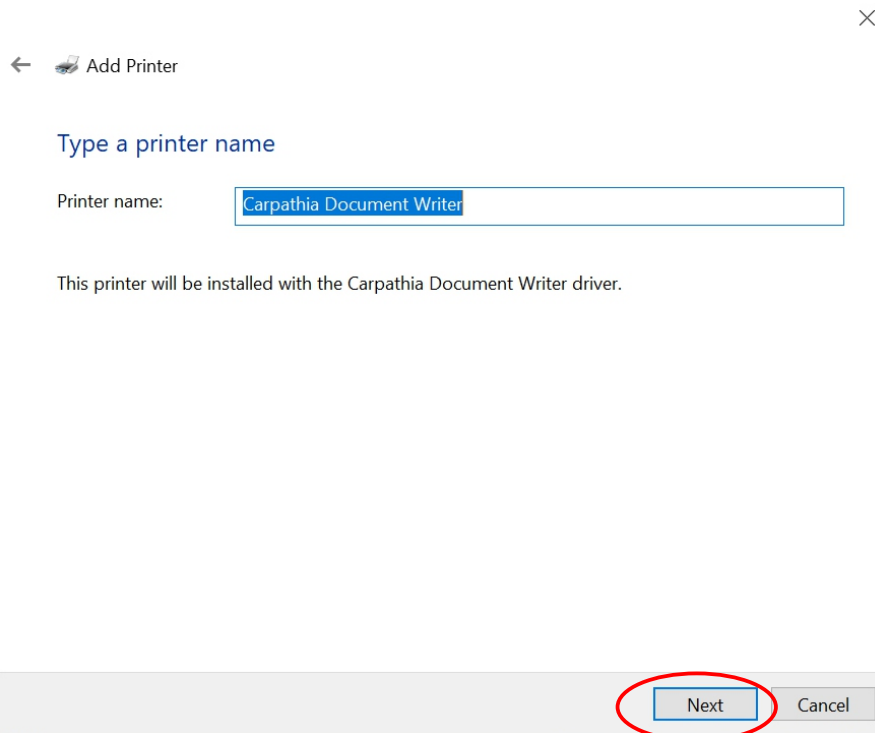 Add Printer
Type a printer name
Printer name: Carpathia Document Writer
This printer will be installed with the Carpathia Document Writer driver.
Next Cancel